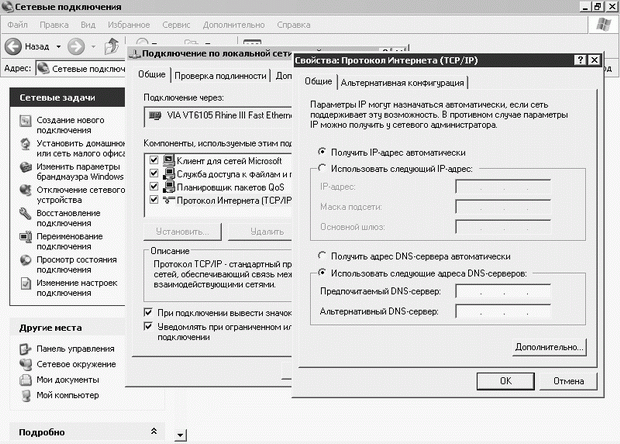 Сетевые подключения
Файл Правка Вид Избранное Сервис Дополнительно Справка
Назад
Адрес: Сетевые подключен
Сетевые задачи
Создание нового
подключения
Установить домашнюю
или сеть малого офиса
Изменить параметры
брандмауэра Windows
Отключение сетевого
устройства
Восстановление
подключения
Переименование
подключения
Просмотр состояния
подключения
Изменение настроек
подключения
Другие места
Панель управления
Сетевое окружение
Мои документы
Мой компьютер
Подробно
Подключение по локальной сети
Общие Проверка подлинности Допо
Подключение через:
VIA VT6105 Rhine III Fast Etherne
Компоненты, используемые этим под
Клиент для сетей Microsoft
Служба доступа к файлам и п
Планировщик пакетов QoS
Протокол Интернета (TCP/IP)
Установить... Удалить
Описание
Протокол TCP/IP - стандартный пр
сетей, обеспечивающий связь меж
взаимодействующими сетями.
При подключении вывести значок
Уведомлять при ограниченном ил
подключении
Свойства: Протокол Интернета (TCP/IP)
Общие Альтернативная конфигурация
Параметры IP могут назначаться автоматически, если сеть
поддерживает эту возможность. В противном случае параметры
IP можно получить у сетевого администратора.
Получить IP-адрес автоматически
Использовать следующий IP-адрес:
IP-адрес:
Маска подсети:
Основной шлюз:
Получить адрес DNS-сервера автоматически
Использовать следующие адреса DNS-серверов:
Предпочитаемый DNS-сервер:
Альтернативный DNS-сервер:
Дополнительно...
OK Отмена